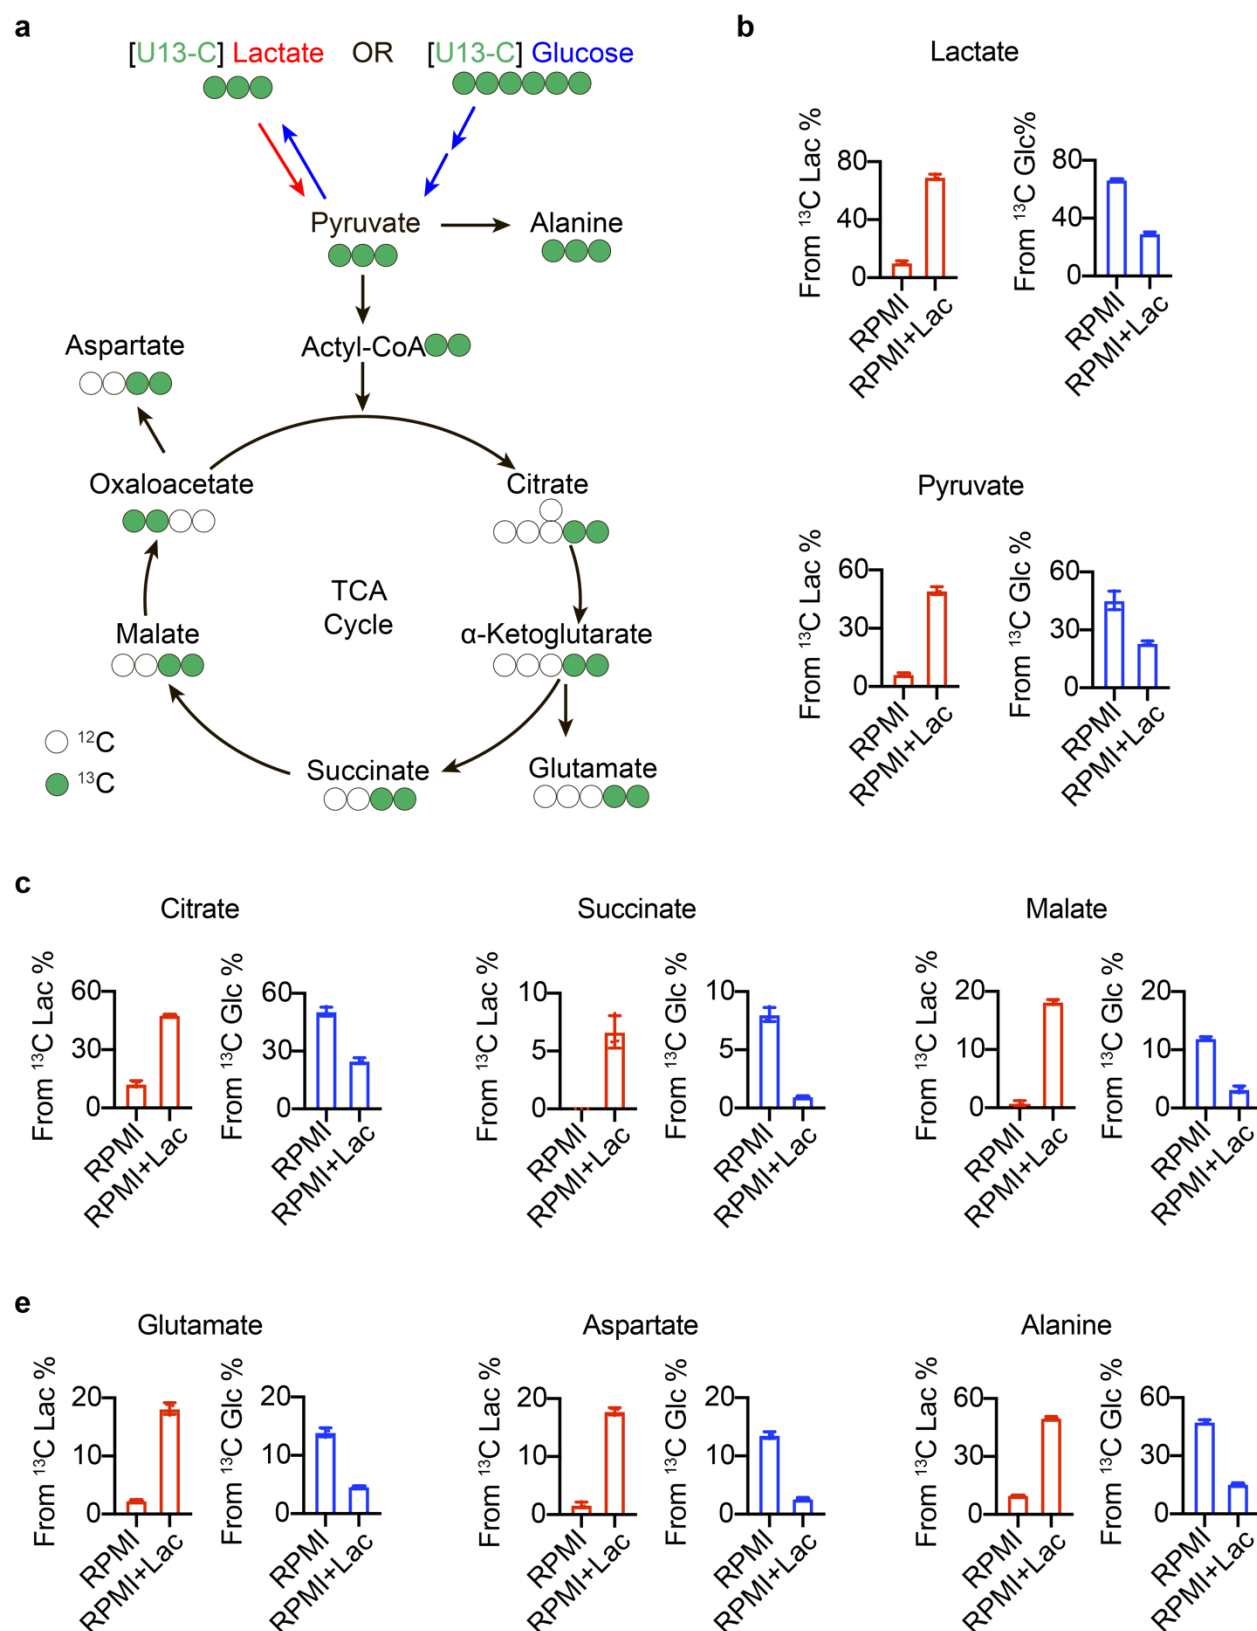 a
[U13-C] Lactate OR [U13-C] Glucose
Pyruvate
Alanine
Actyl-CoA
Aspartate
Oxaloacetate
Citrate
TCA
Cycle
Malate
α-Ketoglutarate
¹²C
¹³C
Succinate
Glutamate
b
Lactate
From ¹³C Lac %
80
40
0
RPMI
RPMI+Lac
From ¹³C Glc%
80
40
0
RPMI
RPMI+Lac
Pyruvate
From ¹³C Lac %
60
30
0
RPMI
RPMI+Lac
From ¹³C Glc %
60
30
0
RPMI
RPMI+Lac
c
Citrate
From ¹³C Lac %
60
30
0
RPMI
RPMI+Lac
From ¹³C Glc %
60
30
0
RPMI
RPMI+Lac
Succinate
From ¹³C Lac %
10
5
0
RPMI
RPMI+Lac
From ¹³C Glc %
10
5
0
RPMI
RPMI+Lac
Malate
From ¹³C Lac %
20
10
0
RPMI
RPMI+Lac
From ¹³C Glc %
20
10
0
RPMI
RPMI+Lac
e
Glutamate
From ¹³C Lac %
20
10
0
RPMI
RPMI+Lac
From ¹³C Glc %
20
10
0
RPMI
RPMI+Lac
Aspartate
From ¹³C Lac %
20
10
0
RPMI
RPMI+Lac
From ¹³C Glc %
20
10
0
RPMI
RPMI+Lac
Alanine
From ¹³C Lac %
60
30
0
RPMI
RPMI+Lac
From ¹³C Glc %
60
30
0
RPMI
RPMI+Lac